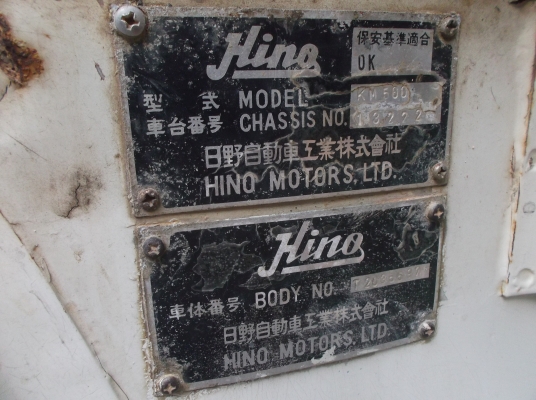 Hino
保安基準適合
OK
型 式 MODEL
車台番号 CHASSIS NO.
日野自動車工業株式會社
HINO MOTORS, LTD.
Hino
車体番号 BODY NO.
日野自動車工業株式會社
HINO MOTORS, LTD.